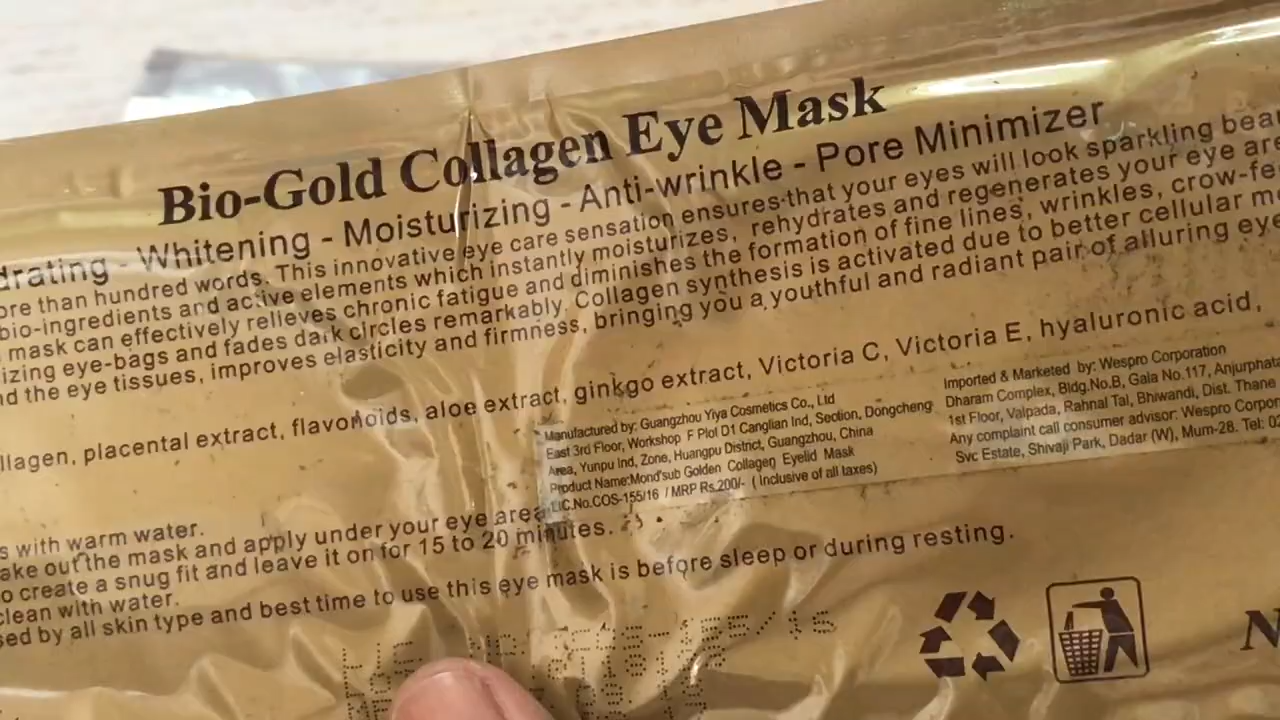 Bio-Gold Collagen Eye Mask
drating - Whitening - Moisturizing - Anti-wrinkle - Pore Minimizer
ore than hundred words. This innovative eye care sensation ensures that your eyes will look sparkling beau
bio-ingredients and active elements which instantly moisturizes, rehydrates and regenerates your eye are
mask can effectively relieves chronic fatigue and diminishes the formation of fine lines, wrinkles, crow-fe
izing eye-bags and fades dark circles remarkably. Collagen synthesis is activated due to better cellular m
nd the eye tissues, improves elasticity and firmness, bringing you a youthful and radiant pair of alluring eye
llagen, placental extract, flavonoids, aloe extract, ginkgo extract, Victoria C, Victoria E, hyaluronic acid,
Manufactured by: Guangzhou Yiya Cosmetics Co., Ltd
East 3rd Floor, Workshop F Plot D1 Canglian Ind, Section, Dongcheng
Area, Yunpu Ind, Zone, Huangpu District, Guangzhou, China
Product Name:Mond'sub Golden Collagen Eyelid Mask
LIC.No.COS-155/16 / MRP Rs.200/- ( Inclusive of all taxes)
Imported & Marketed by: Wespro Corporation
Dharam Complex, Bldg.No.B, Gala No.117, Anjurphata
1st Floor, Valpada, Rahnal Tal, Bhiwandi, Dist. Thane
Any complaint call consumer advisor: Wespro Corpor
Svc Estate, Shivaji Park, Dadar (W), Mum-28. Tel: 02
s with warm water.
ake out the mask and apply under your eye area
o create a snug fit and leave it on for 15 to 20 minutes.
clean with water.
sed by all skin type and best time to use this eye mask is before sleep or during resting.